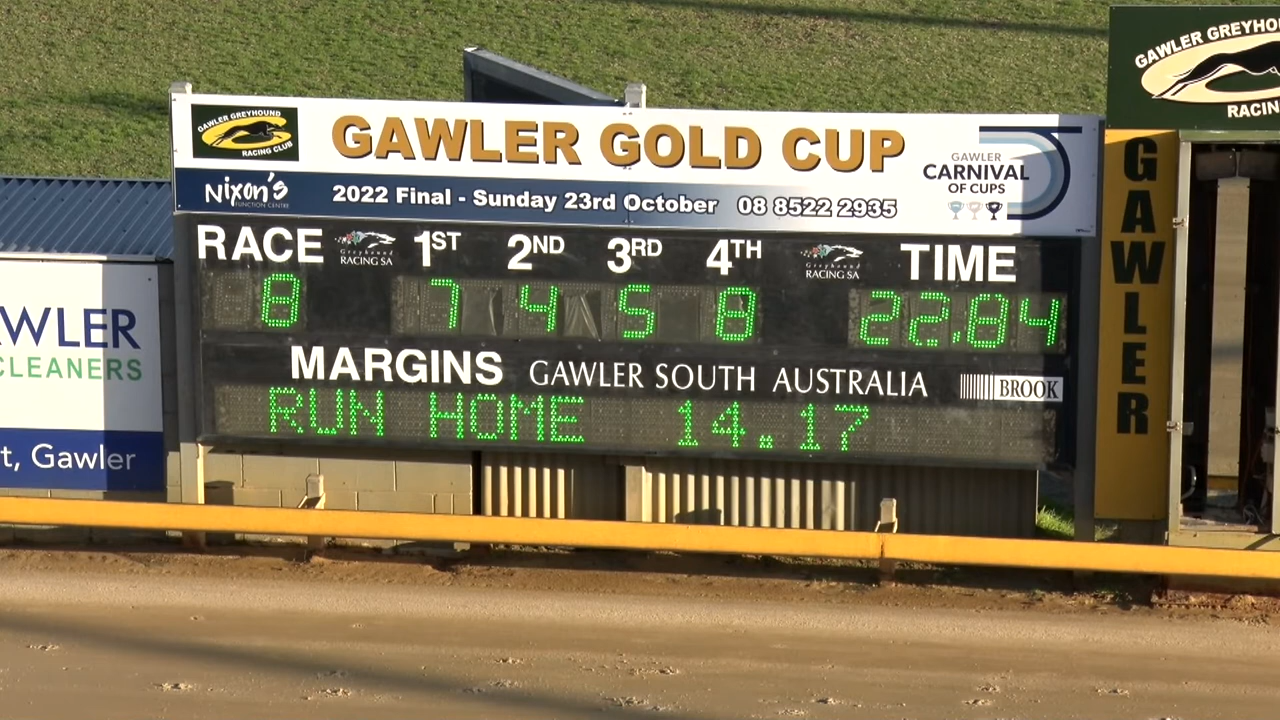 GAWLER GREYHOUND
RACING CLUB
GAWLER GOLD CUP
Nixon's
FUNCTION CENTRE
2022 Final - Sunday 23rd October 08 8522 2935
GAWLER
CARNIVAL
OF CUPS
RACE
Greyhound
RACING SA
1ST 2ND 3RD 4TH
Greyhound
RACING SA
TIME
8 7 4 5 8 22.84
MARGINS GAWLER SOUTH AUSTRALIA BROOK
RUN HOME 14.17
AWLER
CLEANERS
t, Gawler
GAWLER GREYHOU
RACIN
GAWLER